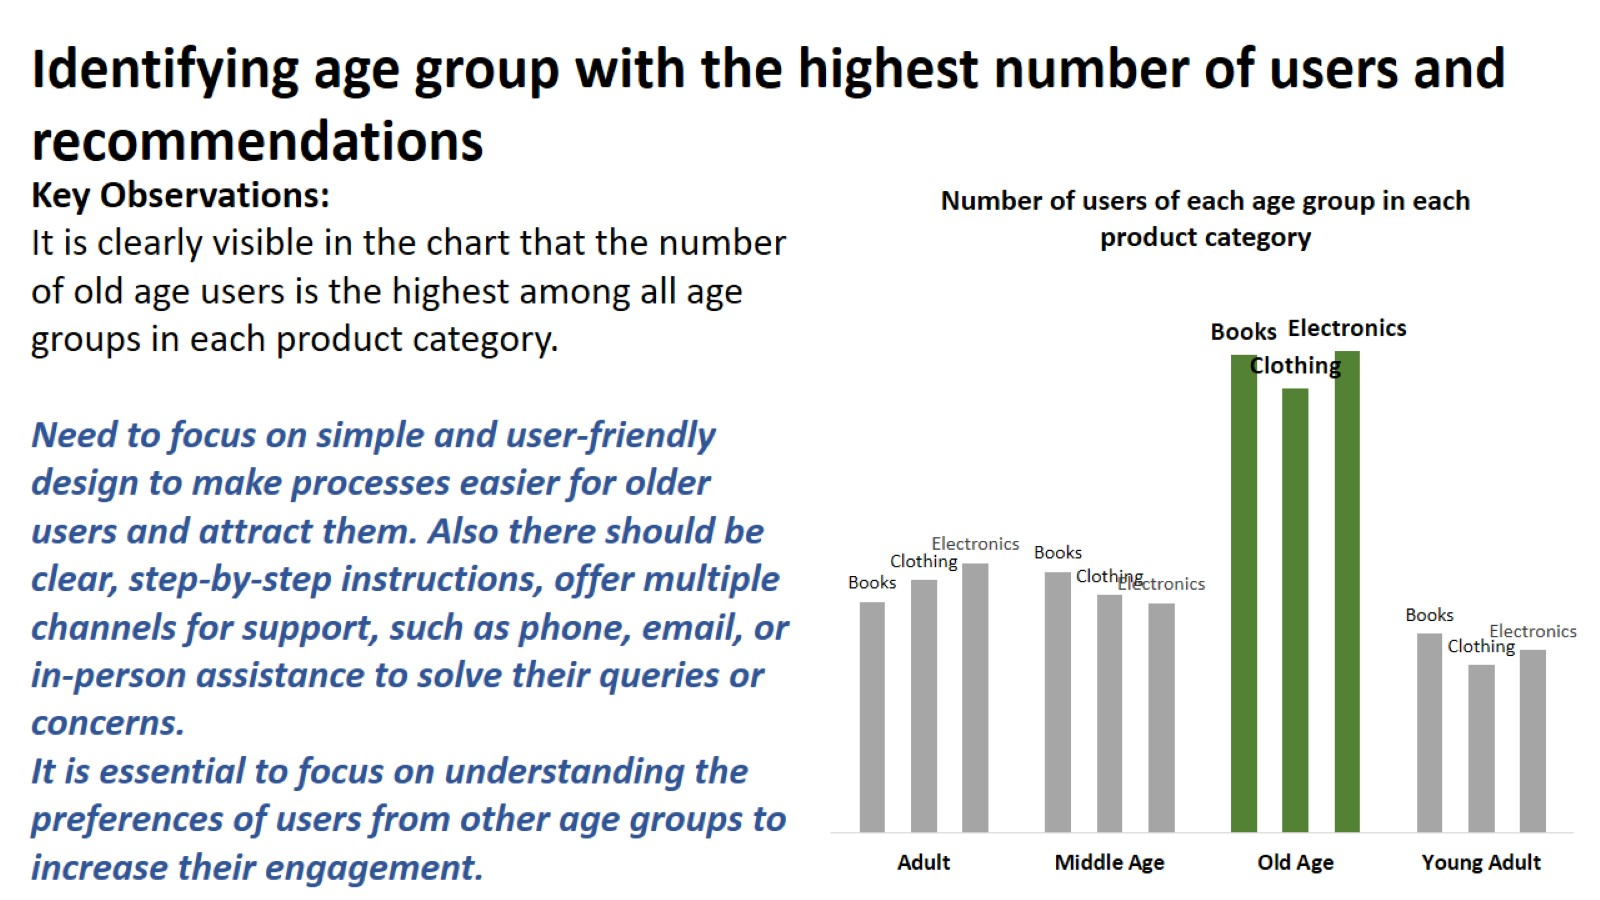 Identifying age group with the highest number of users and
recommendations
Key Observations:
It is clearly visible in the chart that the number
of old age users is the highest among all age
groups in each product category.
Need to focus on simple and user-friendly
design to make processes easier for older
users and attract them. Also there should be
clear, step-by-step instructions, offer multiple
channels for support, such as phone, email, or
in-person assistance to solve their queries or
concerns.
It is essential to focus on understanding the
preferences of users from other age groups to
increase their engagement.
Number of users of each age group in each
product category
Books
Clothing
Electronics
Books
Clothing
Electronics
Books
Clothing
Electronics
Books
Clothing
Electronics
Adult
Middle Age
Old Age
Young Adult